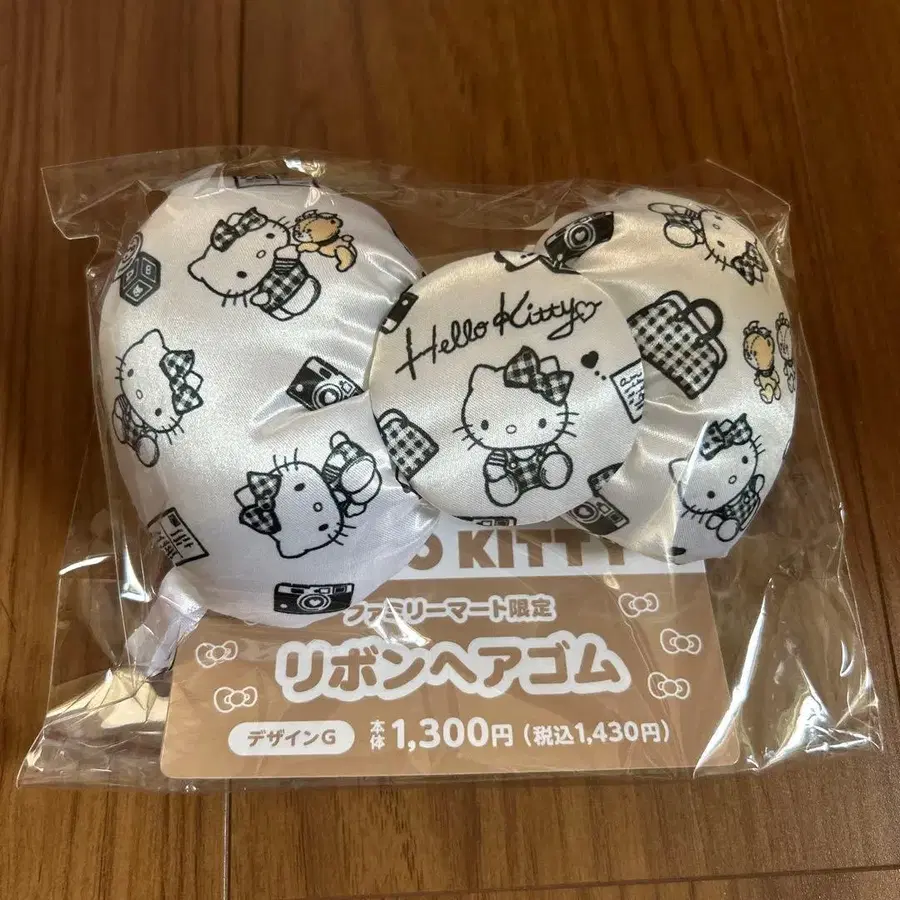 Hello Kitty
O KITTY
ファミリーマート限定
リボンヘアゴム
デザインG
本体1,300円(税込1,430円)